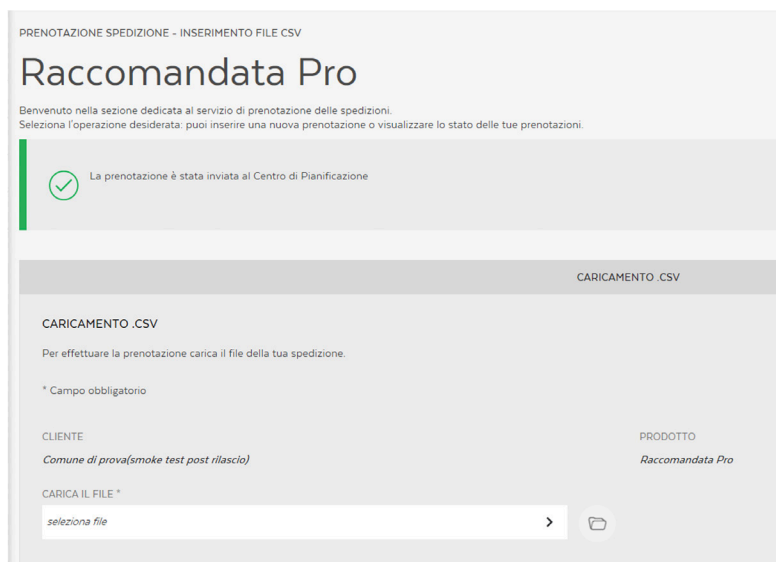 PRENOTAZIONE SPEDIZIONE - INSERIMENTO FILE CSV
Raccomandata Pro
Benvenuto nella sezione dedicata al servizio di prenotazione delle spedizioni.
Seleziona l'operazione desiderata: puoi inserire una nuova prenotazione o visualizzare lo stato delle tue prenotazioni.
La prenotazione è stata inviata al Centro di Pianificazione
CARICAMENTO .CSV
CARICAMENTO .CSV
Per effettuare la prenotazione carica il file della tua spedizione.
* Campo obbligatorio
CLIENTE PRODOTTO
Comune di prova(smoke test post rilascio) Raccomandata Pro
CARICA IL FILE *
seleziona file